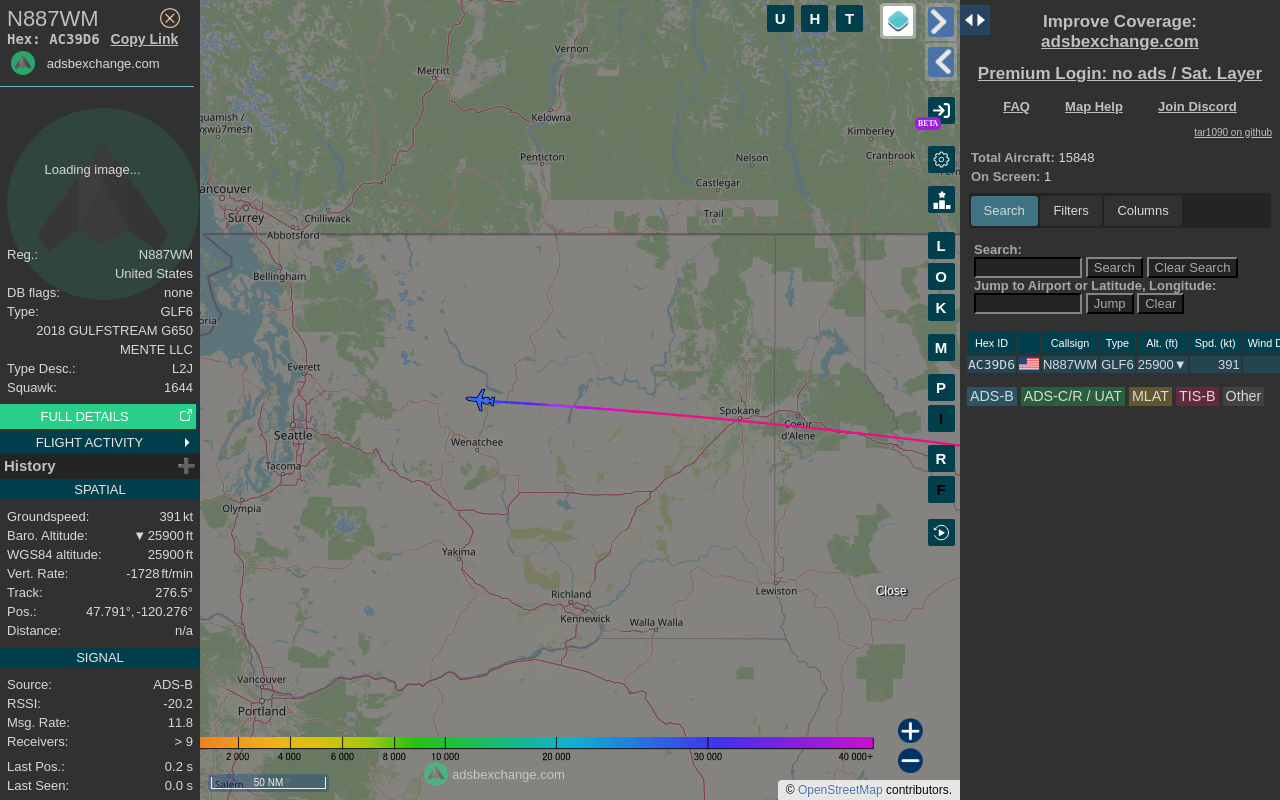 N887WM
Hex: AC39D6 Copy Link
adsbexchange.com
Loading image...
Reg.: N887WM
United States
DB flags: none
Type: GLF6
2018 GULFSTREAM G650
MENTE LLC
Type Desc.: L2J
Squawk: 1644
FULL DETAILS
FLIGHT ACTIVITY
History
SPATIAL
Groundspeed: 391 kt
Baro. Altitude: ▼ 25900 ft
WGS84 altitude: 25900 ft
Vert. Rate: -1728 ft/min
Track: 276.5°
Pos.: 47.791°, -120.276°
Distance: n/a
SIGNAL
Source: ADS-B
RSSI: -20.2
Msg. Rate: 11.8
Receivers: > 9
Last Pos.: 0.2 s
Last Seen: 0.0 s
U H T
BETA
L
O
K
M
P
I
R
F
Vernon
Merritt
quamish /
Kelowna
Kimberley
Penticton
Nelson
Cranbrook
Castlegar
ancouver
Surrey
Chilliwack
Trail
Abbotsford
Bellingham
oria
Everett
Spokane
Coeur
d'Alene
Seattle
Wenatchee
Tacoma
Olympia
Yakima
Richland
Lewiston
Kennewick
Walla Walla
Vancouver
Portland
Salem
Close
2 000 4 000 6 000 8 000 10 000 20 000 30 000 40 000+
50 NM
adsbexchange.com
© OpenStreetMap contributors.
Improve Coverage:
adsbexchange.com
Premium Login: no ads / Sat. Layer
FAQ Map Help Join Discord
tar1090 on github
Total Aircraft: 15848
On Screen: 1
Search Filters Columns
Search:
Search Clear Search
Jump to Airport or Latitude, Longitude:
Jump Clear
Hex ID Callsign Type Alt. (ft) Spd. (kt) Wind D
AC39D6 N887WM GLF6 25900▼ 391
ADS-B ADS-C/R / UAT MLAT TIS-B Other